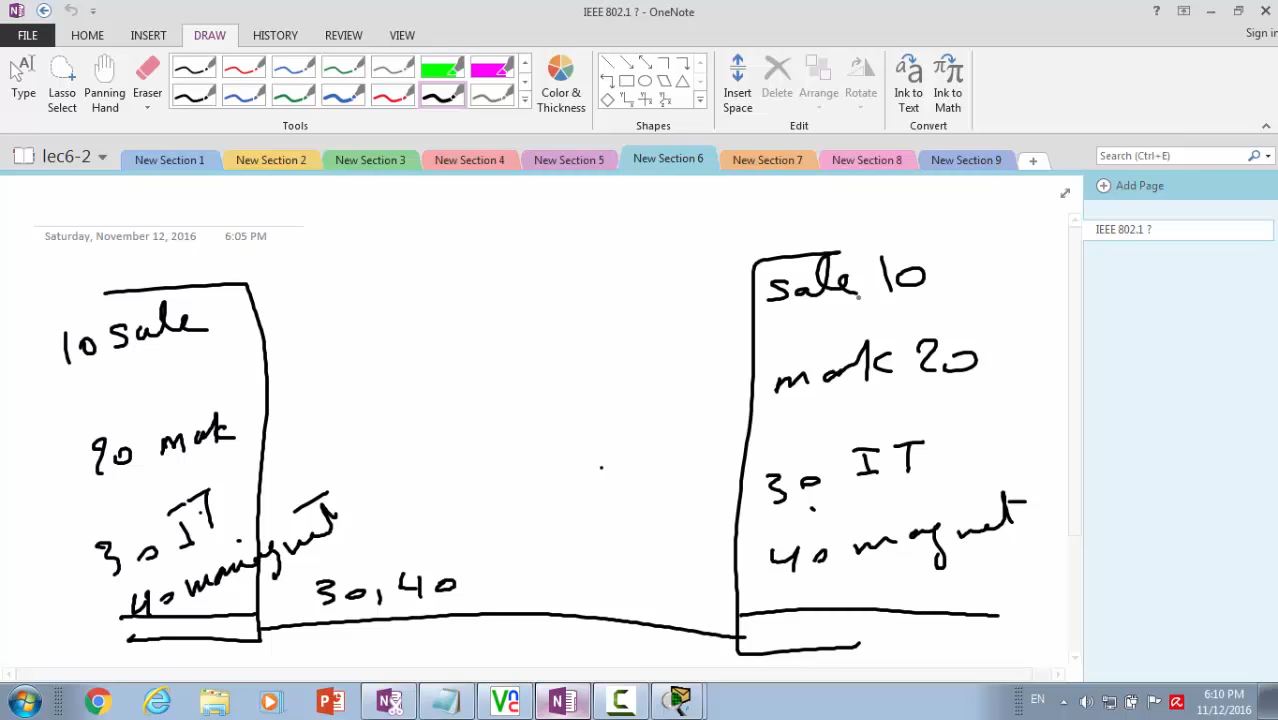 IEEE 802.1 ? - OneNote
FILE HOME INSERT DRAW HISTORY REVIEW VIEW
Sign in
Type
Lasso Select
Panning Hand
Eraser
Color & Thickness
Insert Space
Delete
Arrange
Rotate
Ink to Text
Ink to Math
Tools Shapes Edit Convert
lec6-2 New Section 1 New Section 2 New Section 3 New Section 4 New Section 5 New Section 6 New Section 7 New Section 8 New Section 9
Search (Ctrl+E)
Add Page
IEEE 802.1 ?
Saturday, November 12, 2016 6:05 PM
10 sale
20 mak
30 IT
40 managnet
30, 40
sale 10
mark 20
30 IT
40 magnet
EN
6:10 PM
11/12/2016